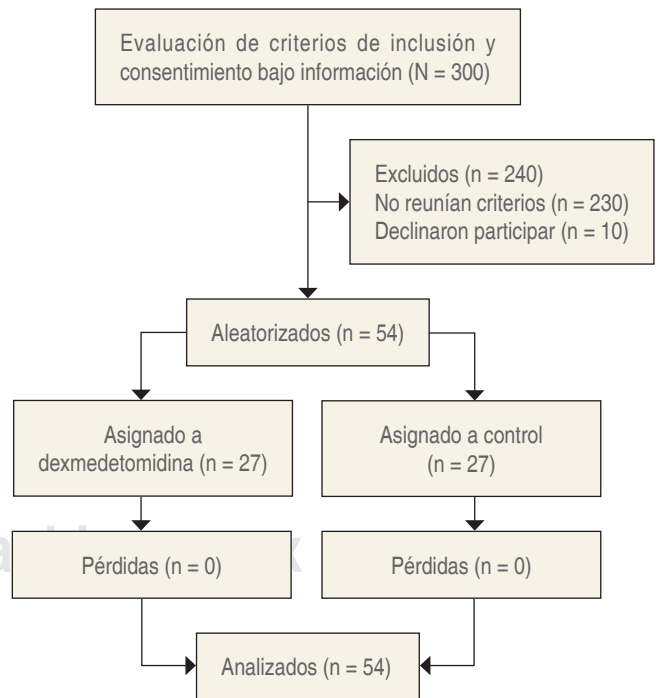 Evaluación de criterios de inclusión y
consentimiento bajo información (N = 300)
Excluidos (n = 240)
No reunían criterios (n = 230)
Declinaron participar (n = 10)
Aleatorizados (n = 54)
Asignado a
dexmedetomidina (n = 27)
Asignado a control
(n = 27)
Pérdidas (n = 0)
Pérdidas (n = 0)
Analizados (n = 54)